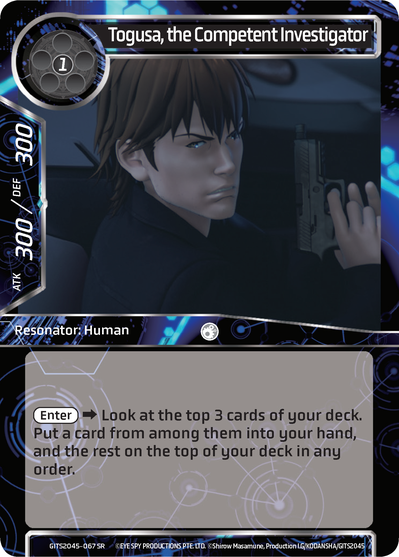 Togusa, the Competent Investigator
1
ATK 300 / DEF 300
Resonator: Human
Enter ➡ Look at the top 3 cards of your deck.
Put a card from among them into your hand,
and the rest on the top of your deck in any
order.
GITS2045-067 SR ©EYE SPY PRODUCTIONS PTE. LTD. ©Shirow Masamune, Production I.G/KODANSHA/GITS2045